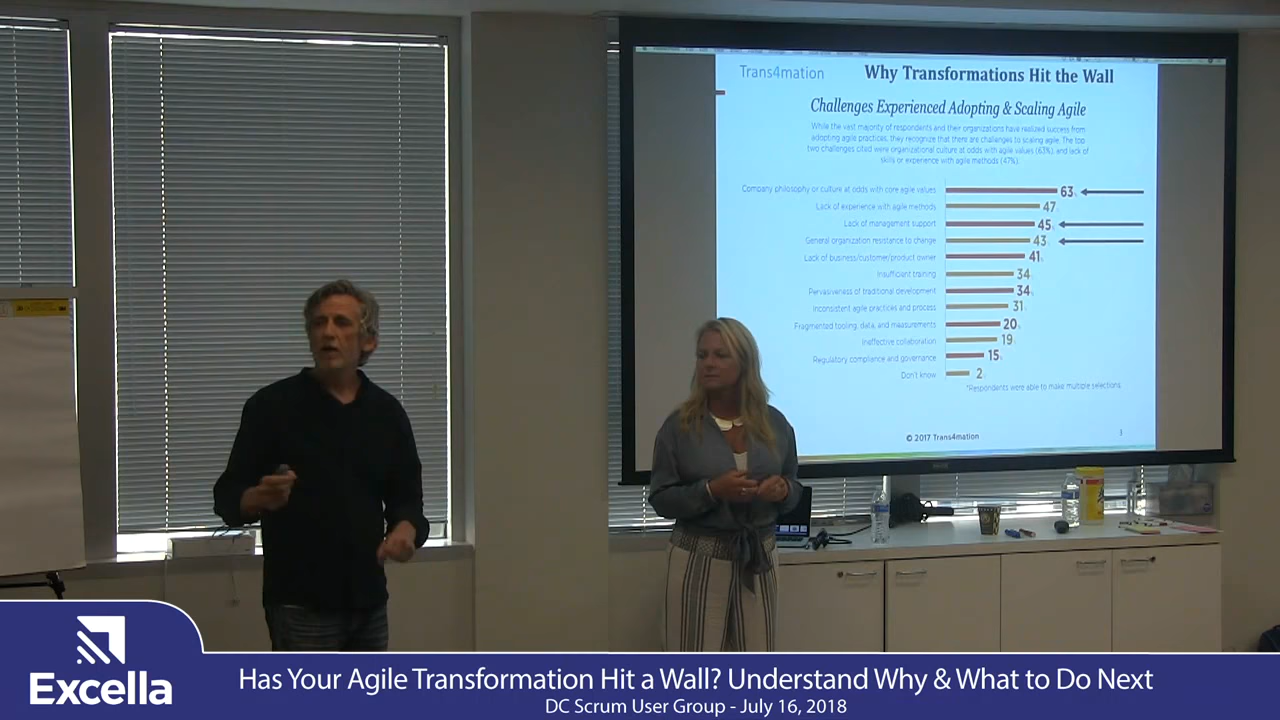 Trans4mation
Why Transformations Hit the Wall
Challenges Experienced Adopting & Scaling Agile
While the vast majority of respondents and their organizations have realized success from
adopting agile practices, they recognize that there are challenges to scaling agile. The top
two challenges cited were organizational culture at odds with agile values (63%), and lack of
skills or experience with agile methods (47%).
Company philosophy or culture at odds with core agile values 63%
Lack of experience with agile methods 47%
Lack of management support 45%
General organization resistance to change 43%
Lack of business/customer/product owner 41%
Insufficient training 34%
Pervasiveness of traditional development 34%
Inconsistent agile practices and process 31%
Fragmented tooling, data, and measurements 20%
Ineffective collaboration 19%
Regulatory compliance and governance 15%
Don't know 2%
*Respondents were able to make multiple selections.
© 2017 Trans4mation
Excella
Has Your Agile Transformation Hit a Wall? Understand Why & What to Do Next
DC Scrum User Group - July 16, 2018